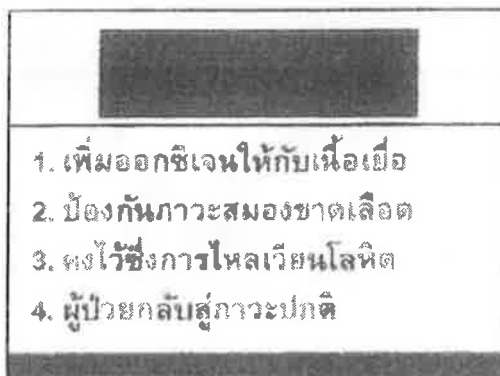 1. เพิ่มออกซิเจนให้กับเนื้อเยื่อ
2. ป้องกันภาวะสมองขาดเลือด
3. คงไว้ซึ่งการไหลเวียนโลหิต
4. ผู้ป่วยกลับสู่ภาวะปกติ